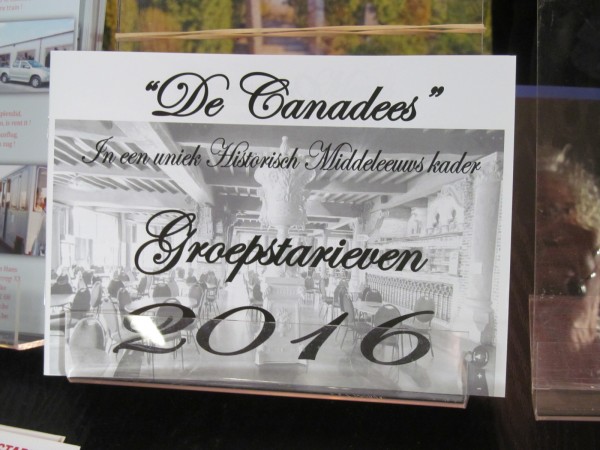 "De Canadees"
In een uniek Historisch Middeleeuws kader
Groepstarieven
2016